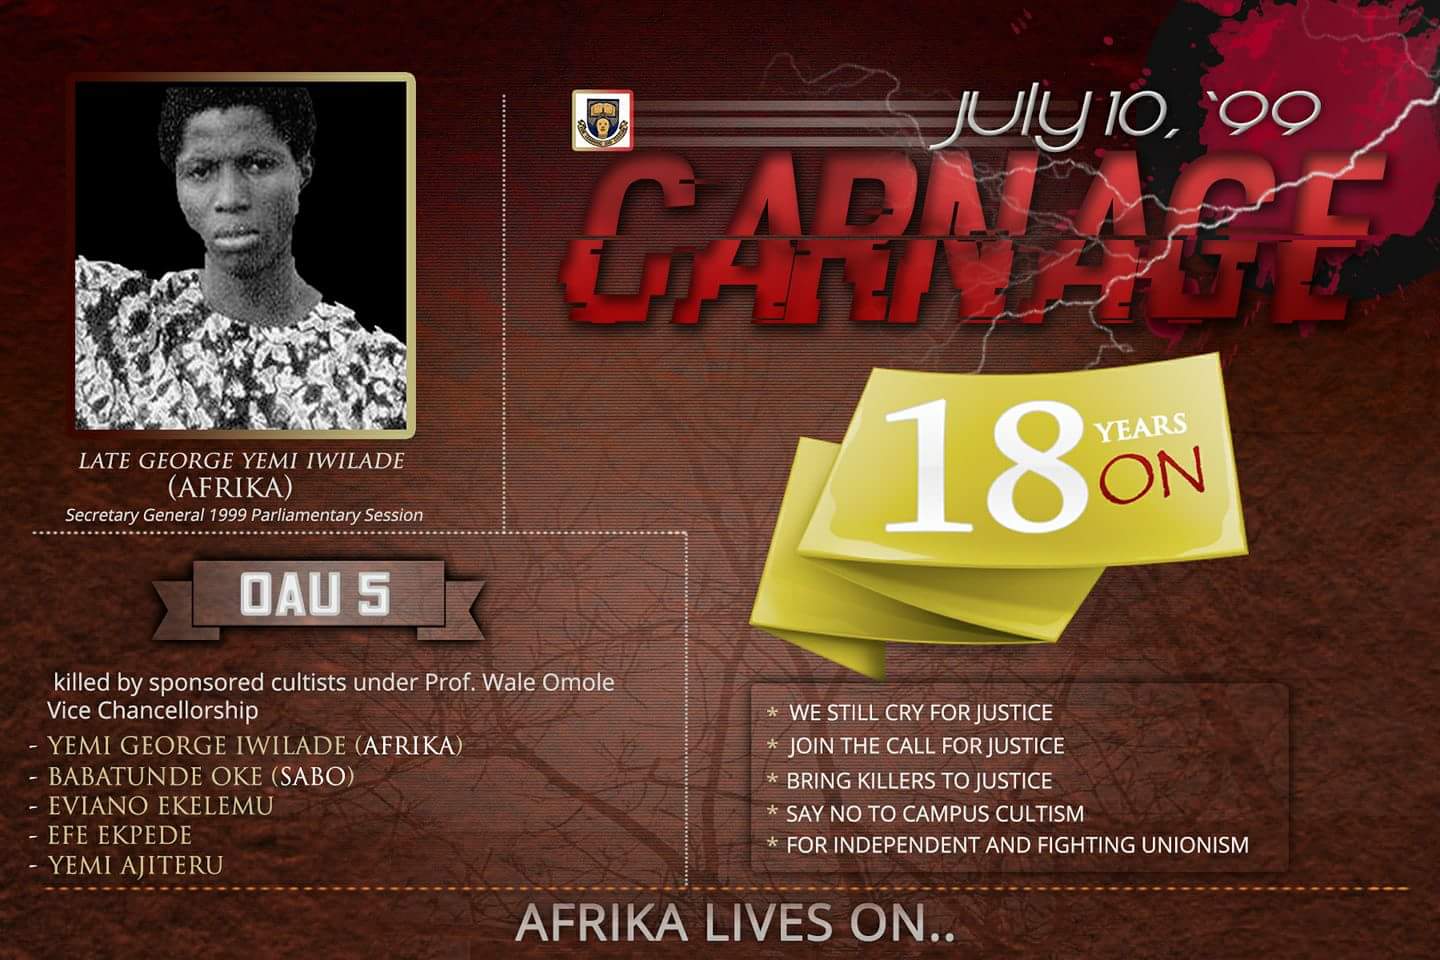 JULY 10, '99
CARNAGE
18 YEARS
ON
LATE GEORGE YEMI IWILADE
(AFRIKA)
Secretary General 1999 Parliamentary Session
OAU 5
killed by sponsored cultists under Prof. Wale Omole
Vice Chancellorship
- YEMI GEORGE IWILADE (AFRIKA)
- BABATUNDE OKE (SABO)
- EVIANO EKELEMU
- EFE EKPEDE
- YEMI AJITERU
* WE STILL CRY FOR JUSTICE
* JOIN THE CALL FOR JUSTICE
* BRING KILLERS TO JUSTICE
* SAY NO TO CAMPUS CULTISM
* FOR INDEPENDENT AND FIGHTING UNIONISM
AFRIKA LIVES ON..